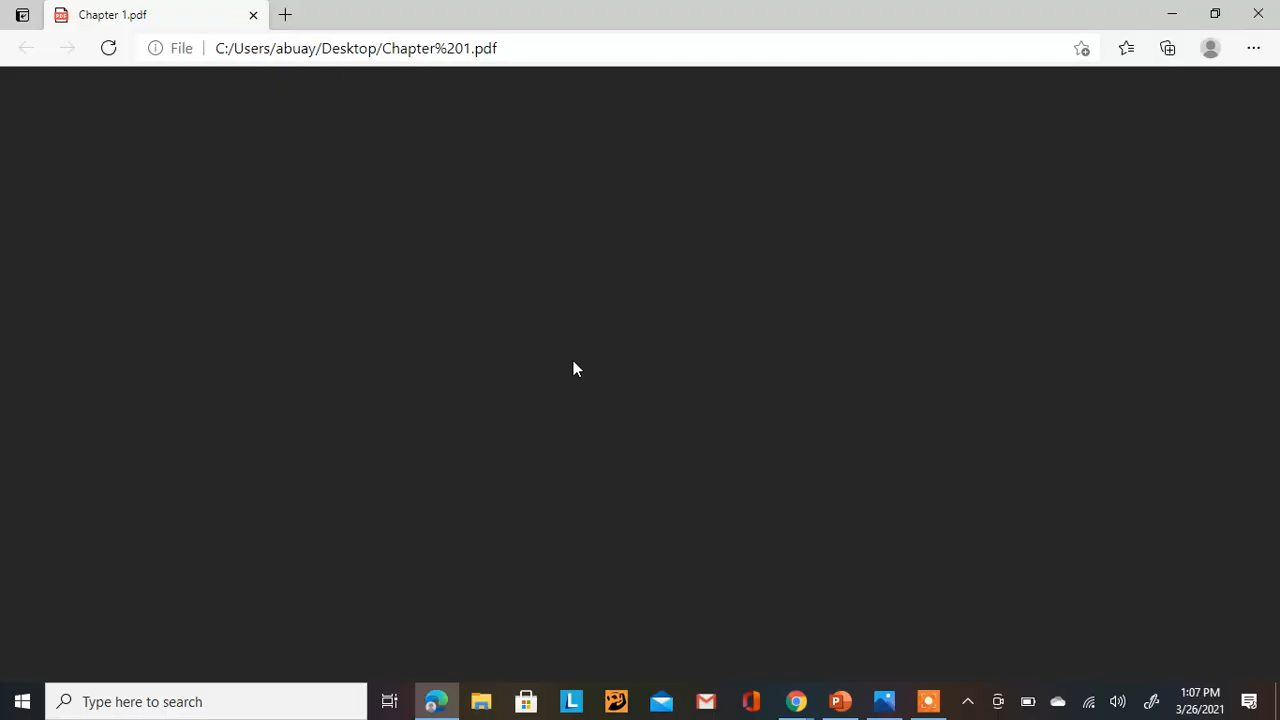 Chapter 1.pdf
File
C:/Users/abuay/Desktop/Chapter%201.pdf
Type here to search
1:07 PM
3/26/2021